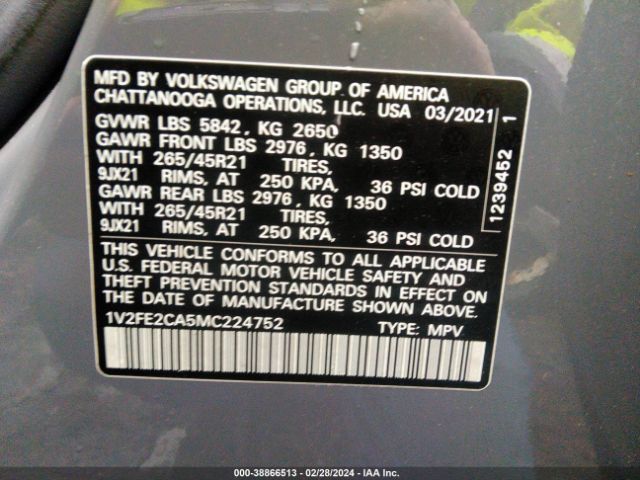 MFD BY VOLKSWAGEN GROUP OF AMERICA
CHATTANOOGA OPERATIONS, LLC. USA 03/2021
GVWR LBS 5842, KG 2650
GAWR FRONT LBS 2976, KG 1350
WITH 265/45R21 TIRES,
9JX21 RIMS, AT 250 KPA, 36 PSI COLD
GAWR REAR LBS 2976, KG 1350
WITH 265/45R21 TIRES,
9JX21 RIMS, AT 250 KPA, 36 PSI COLD
THIS VEHICLE CONFORMS TO ALL APPLICABLE
U.S. FEDERAL MOTOR VEHICLE SAFETY AND
THEFT PREVENTION STANDARDS IN EFFECT ON
THE DATE OF MANUFACTURE SHOWN ABOVE.
1V2FE2CA5MC224752 TYPE: MPV
1239452 1
000-38866513 - 02/28/2024 - IAA Inc.